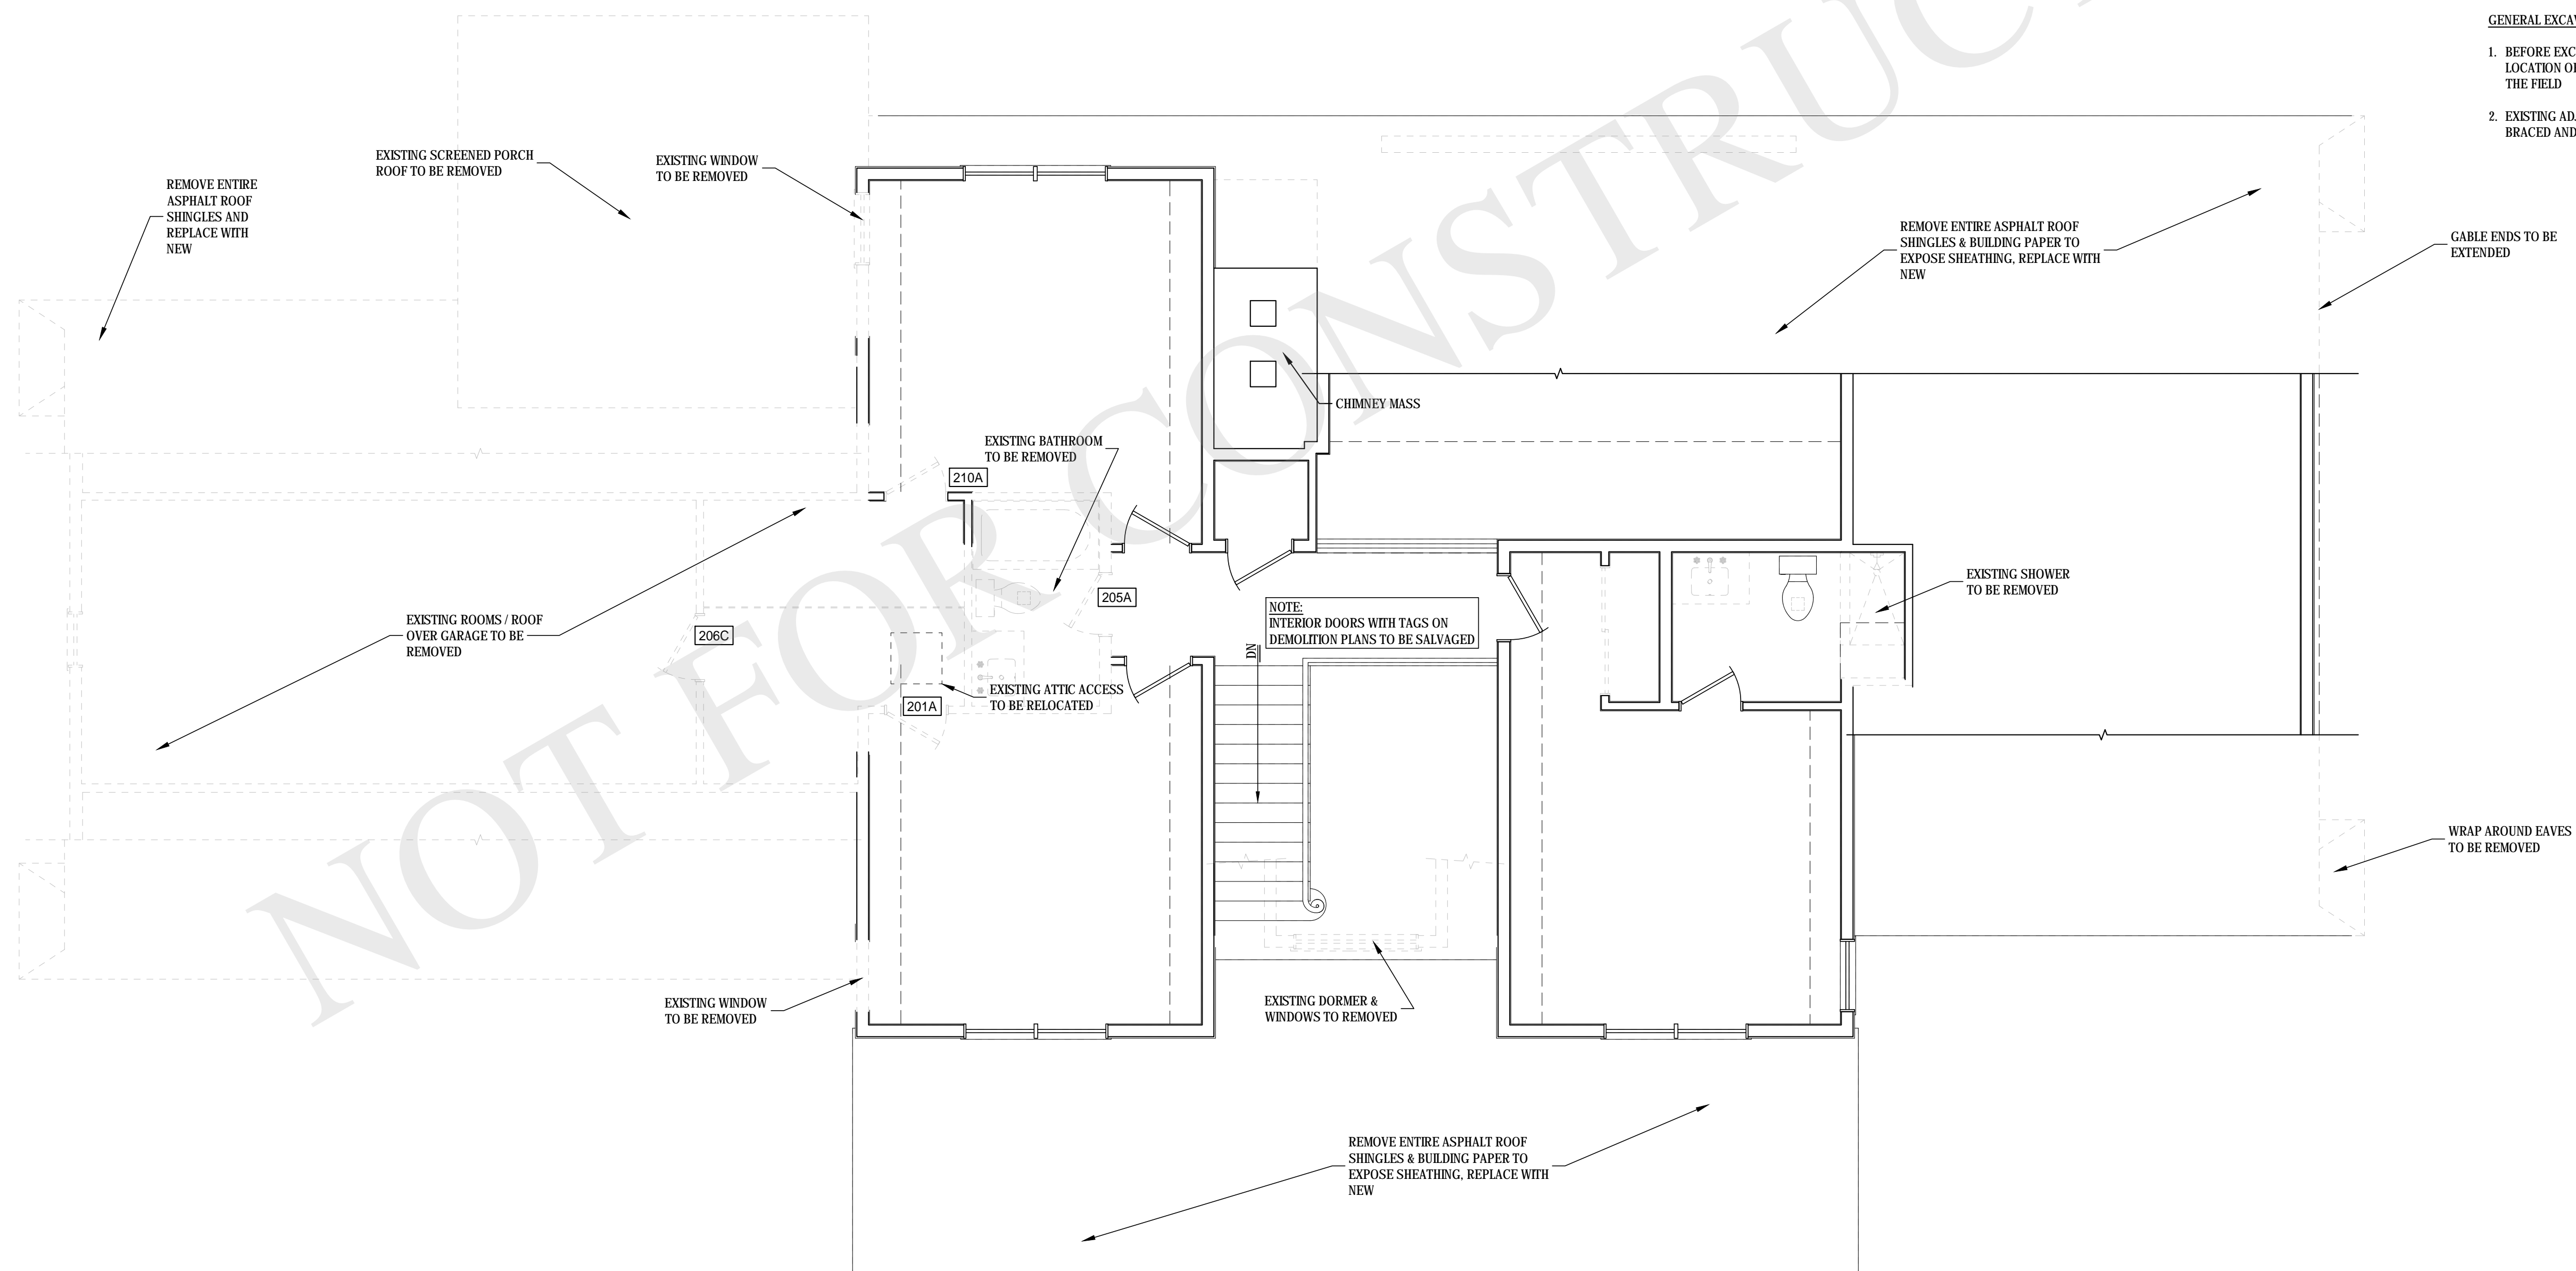 GENERAL
1. BEFORE
LOCATION
THE FIELD
2. EXISTING
BRACED AND
EXISTING SCREENED PORCH
ROOF TO BE REMOVED
EXISTING WINDOW
TO BE REMOVED
REMOVE ENTIRE
ASPHALT ROOF
SHINGLES AND
REPLACE WITH
NEW
REMOVE ENTIRE ASPHALT ROOF
SHINGLES & BUILDING PAPER TO
EXPOSE SHEATHING, REPLACE WITH
NEW
GABLE ENDS TO BE
EXTENDED
CHIMNEY MASS
EXISTING BATHROOM
TO BE REMOVED
210A
205A
NOTE:
INTERIOR DOORS WITH TAGS ON
DEMOLITION PLANS TO BE SALVAGED
EXISTING SHOWER
TO BE REMOVED
EXISTING ROOMS / ROOF
OVER GARAGE TO BE
REMOVED
206C
DN
EXISTING ATTIC ACCESS
TO BE RELOCATED
201A
WRAP AROUND EAVES
TO BE REMOVED
EXISTING WINDOW
TO BE REMOVED
EXISTING DORMER &
WINDOWS TO REMOVED
REMOVE ENTIRE ASPHALT ROOF
SHINGLES & BUILDING PAPER TO
EXPOSE SHEATHING, REPLACE WITH
NEW
NOT FOR CONSTRUC